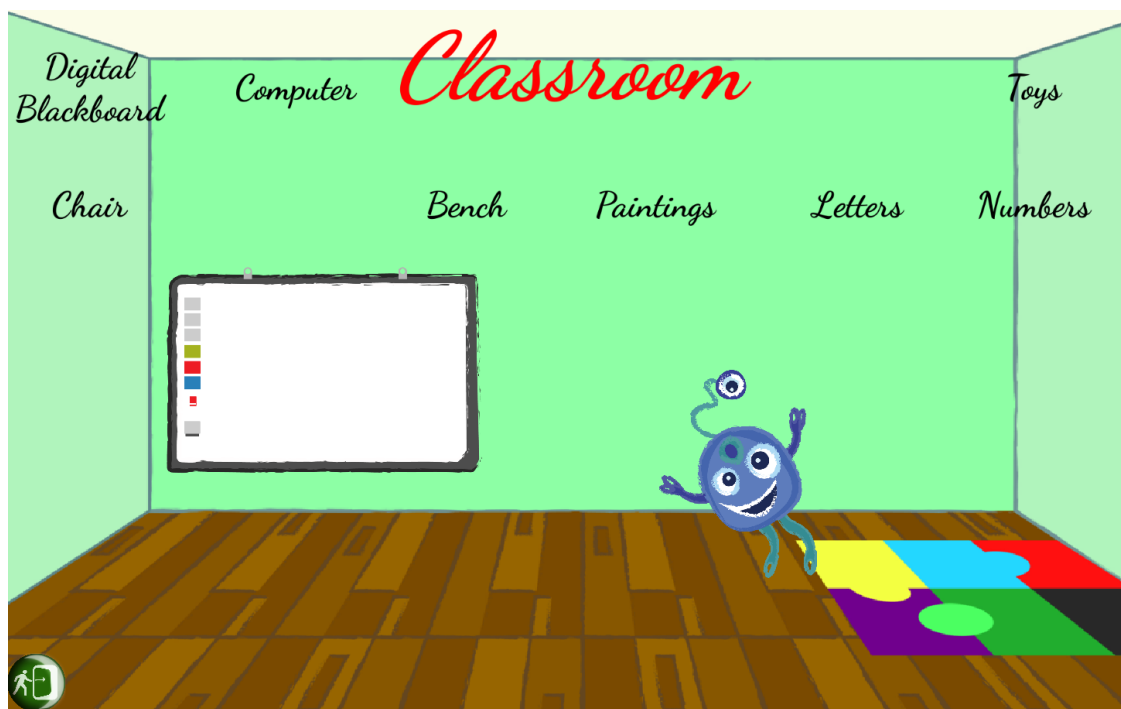 Classroom
Digital
Blackboard
Computer
Toys
Chair
Bench
Paintings
Letters
Numbers